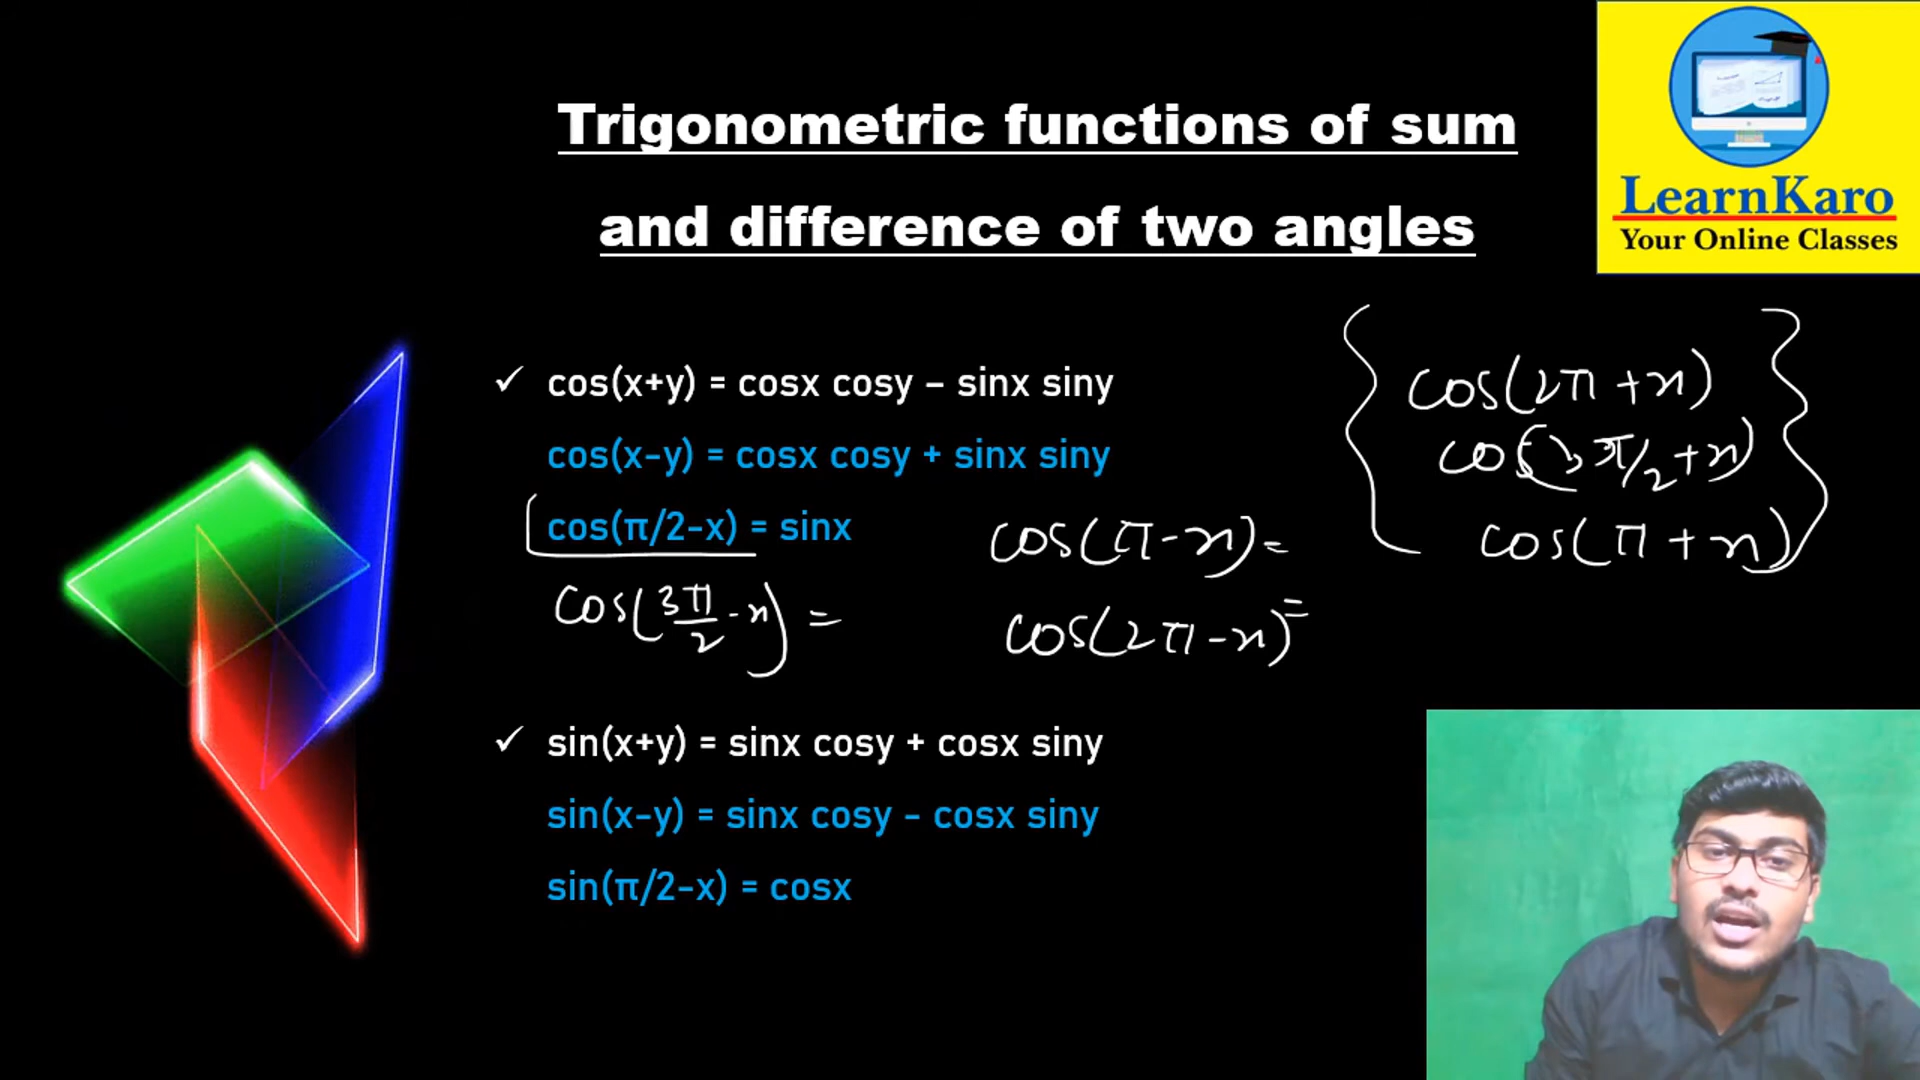 Trigonometric functions of sum
and difference of two angles
LearnKaro
Your Online Classes
✓ cos(x+y) = cosx cosy – sinx siny
cos(x-y) = cosx cosy + sinx siny
cos(π/2-x) = sinx
cos(3π/2 - x) =
cos(π - x) =
cos(2π - x) =
cos(2π + x)
cos(3π/2 + x)
cos(π + x)
✓ sin(x+y) = sinx cosy + cosx siny
sin(x-y) = sinx cosy - cosx siny
sin(π/2-x) = cosx